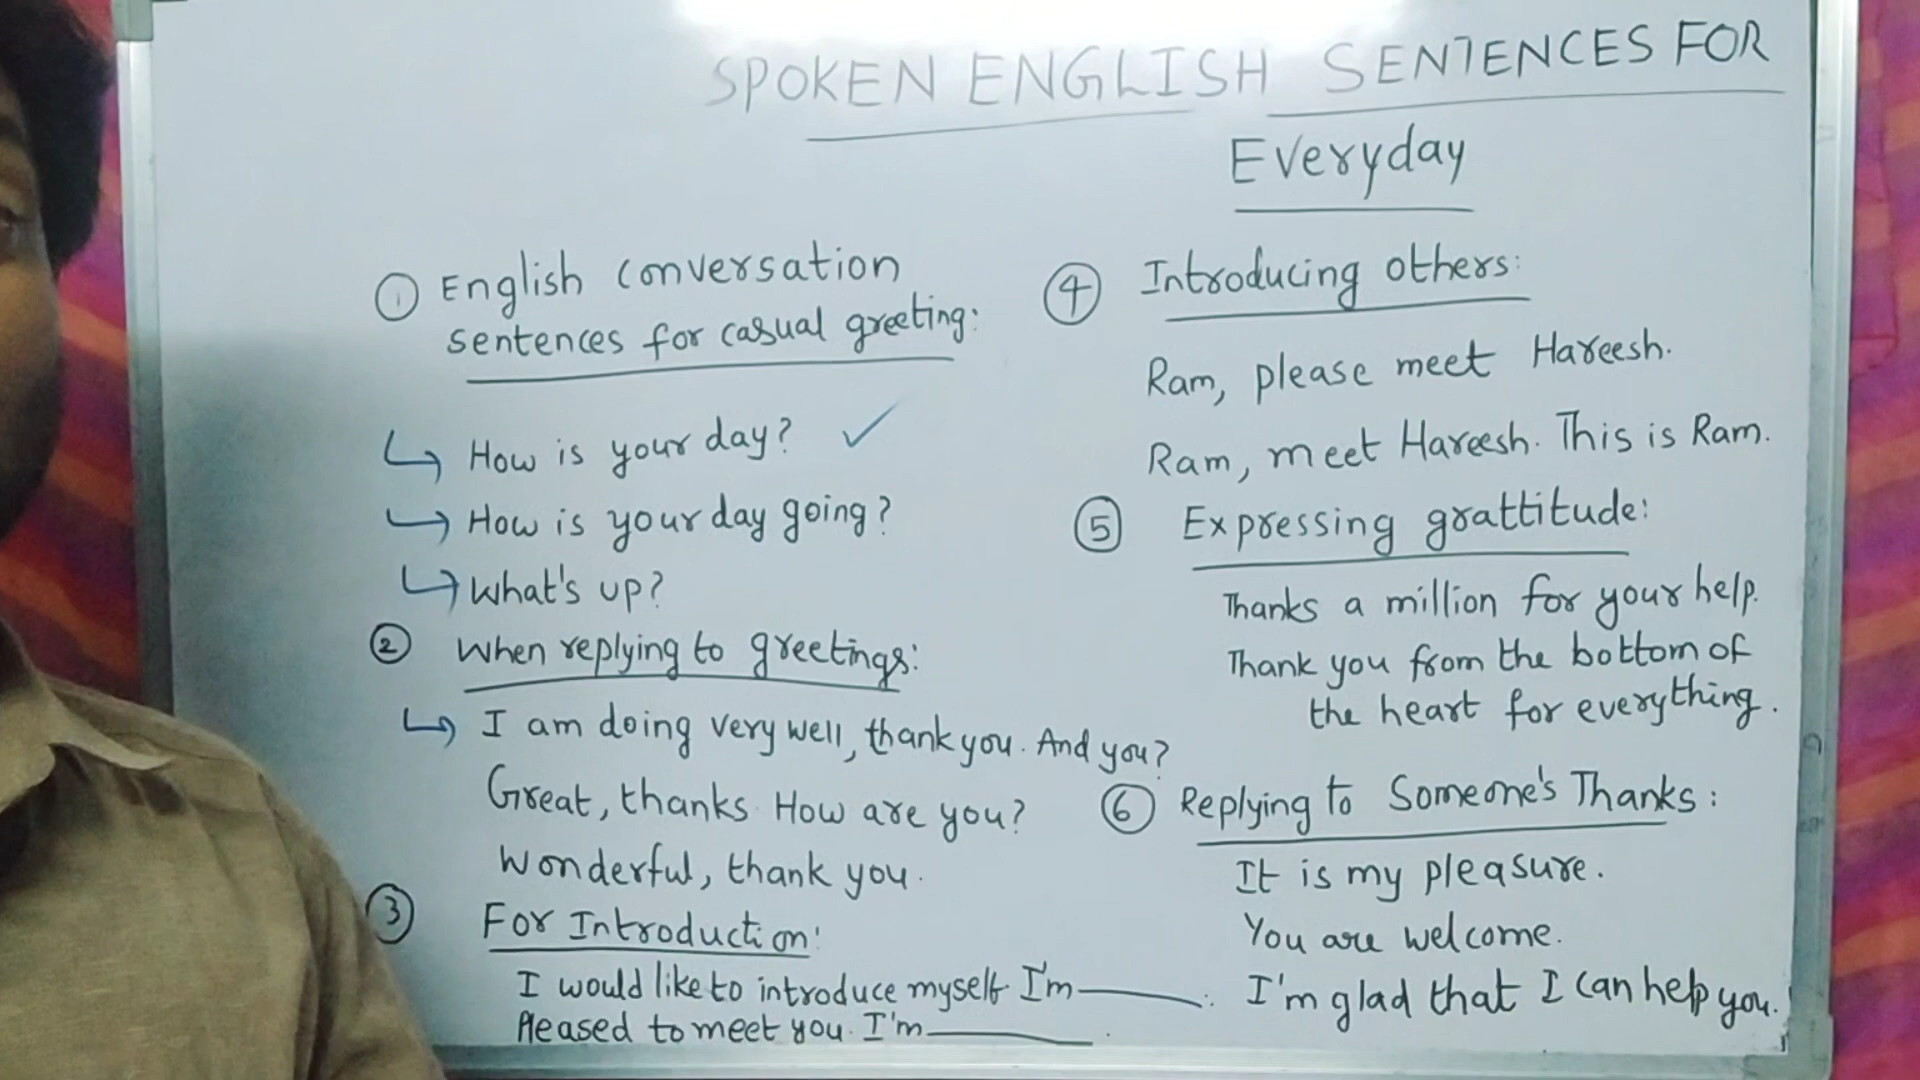 SPOKEN ENGLISH SENTENCES FOR
Everyday
① English conversation
sentences for casual greeting:
↳ How is your day? ✓
↳ How is your day going?
↳ What's up?
② When replying to greetings:
↳ I am doing very well, thank you. And you?
Great, thanks. How are you?
Wonderful, thank you.
③ For Introduction:
I would like to introduce myself. I'm ______.
Pleased to meet you. I'm ______.
④ Introducing others:
Ram, please meet Hareesh.
Ram, meet Hareesh. This is Ram.
⑤ Expressing grattitude:
Thanks a million for your help.
Thank you from the bottom of
the heart for everything.
⑥ Replying to Someone's Thanks:
It is my pleasure.
You are welcome.
I'm glad that I can help you.